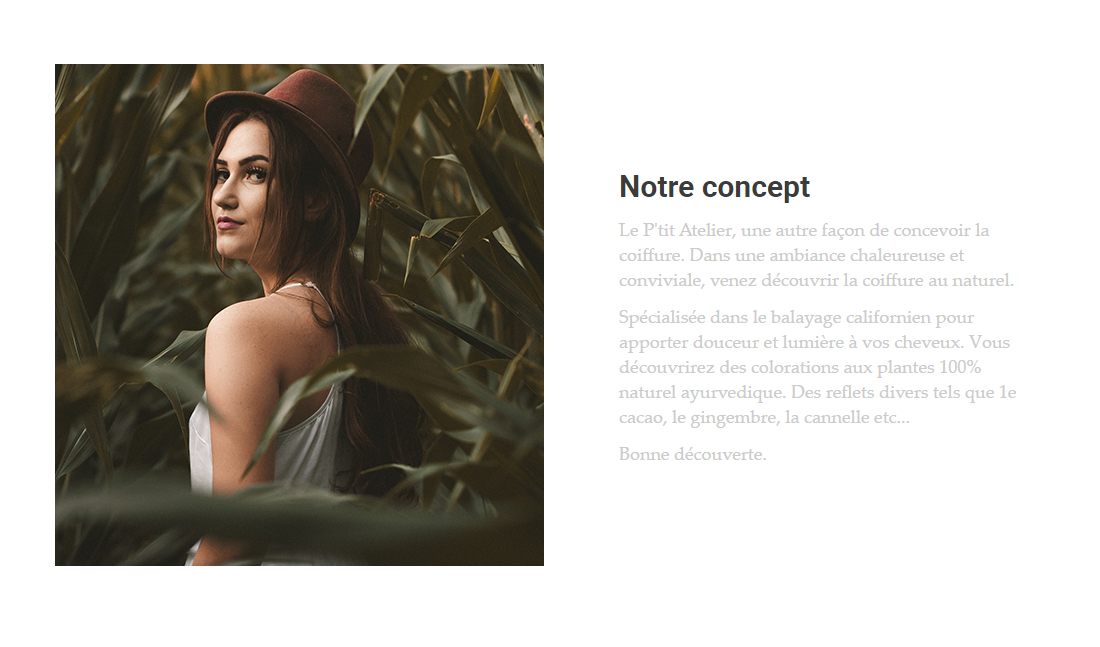 Notre concept
Le P'tit Atelier, une autre façon de concevoir la
coiffure. Dans une ambiance chaleureuse et
conviviale, venez découvrir la coiffure au naturel.
Spécialisée dans le balayage californien pour
apporter douceur et lumière à vos cheveux. Vous
découvrirez des colorations aux plantes 100%
naturel ayurvedique. Des reflets divers tels que 1e
cacao, le gingembre, la cannelle etc...
Bonne découverte.